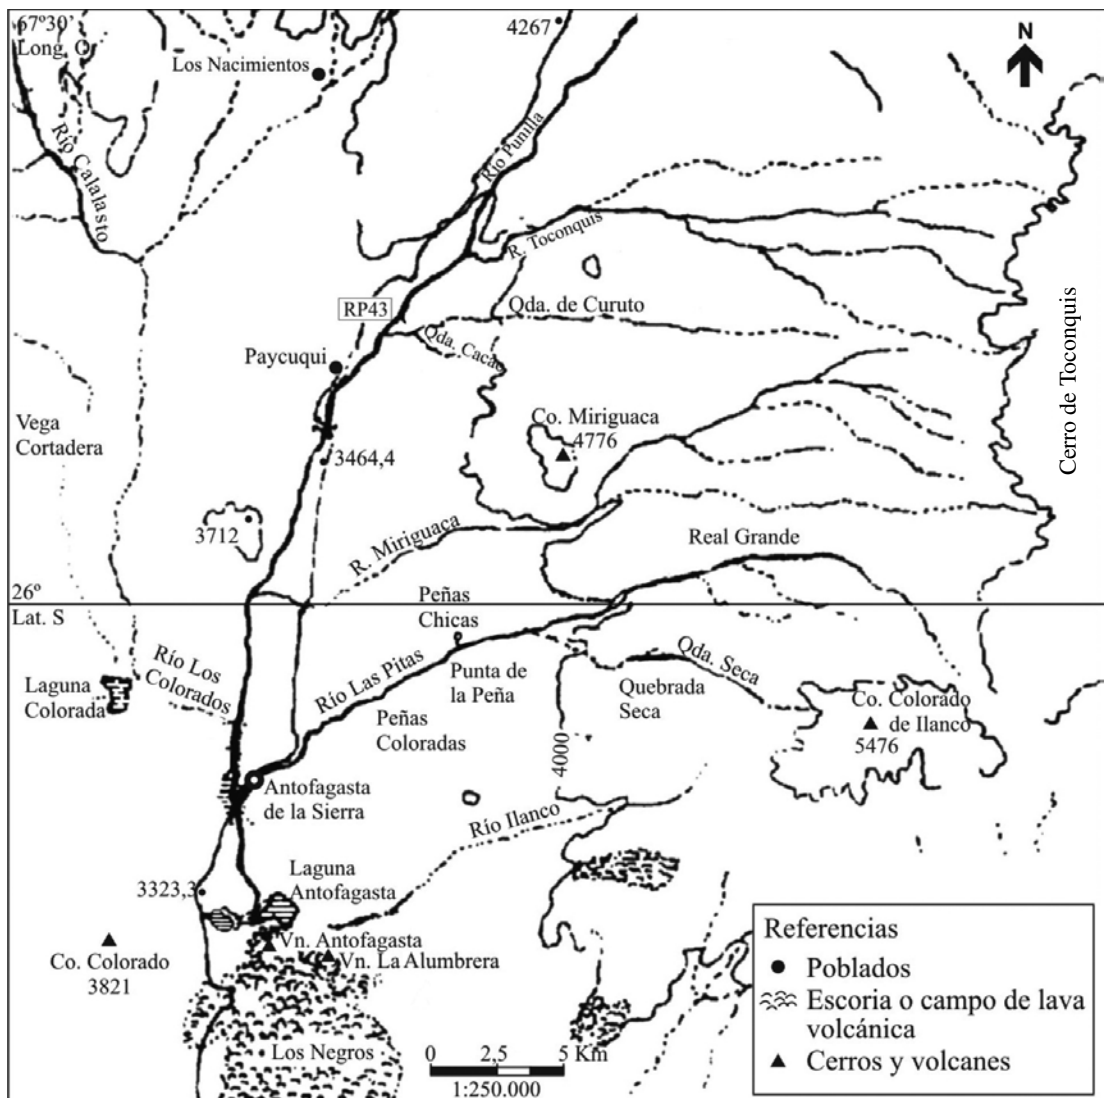 67º30'
Long. O
4267
N
Los Nacimientos
Río Punilla
Río Calalasto
R. Toconquis
Cerro de Toconquis
RP43
Qda. de Curuto
Qda. Cacao
Paycuqui
Vega
Cortadera
Co. Miriguaca
4776
3464,4
3712
R. Miriguaca
Real Grande
26º
Lat. S
Peñas
Chicas
Río Los
Colorados
Laguna
Colorada
Río Las Pitas
Punta de
la Peña
Qda. Seca
Quebrada
Seca
Peñas
Coloradas
Co. Colorado
de Ilanco
5476
4000
Antofagasta
de la Sierra
Río Ilanco
Laguna
Antofagasta
3323,3
Vn. Antofagasta
Vn. La Alumbrera
Co. Colorado
3821
Los Negros
0 2,5 5 Km
1:250.000
Referencias
Poblados
Escoria o campo de lava
volcánica
Cerros y volcanes